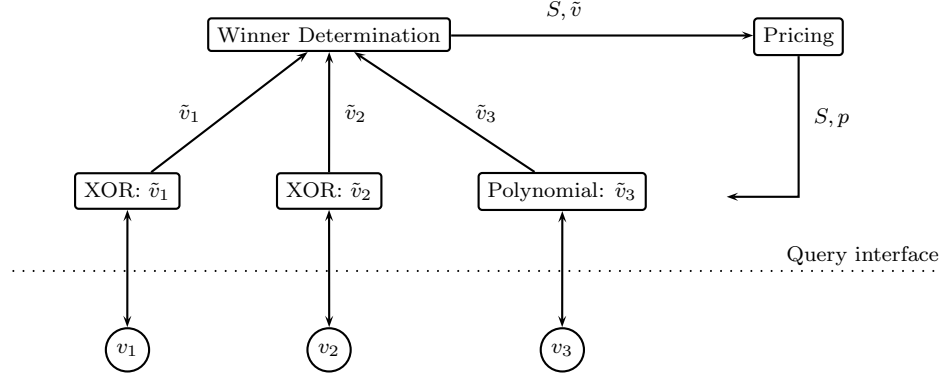 S, ṽ
Winner Determination
Pricing
ṽ₁
ṽ₂
ṽ₃
S, p
XOR: ṽ₁
XOR: ṽ₂
Polynomial: ṽ₃
Query interface
v₁
v₂
v₃